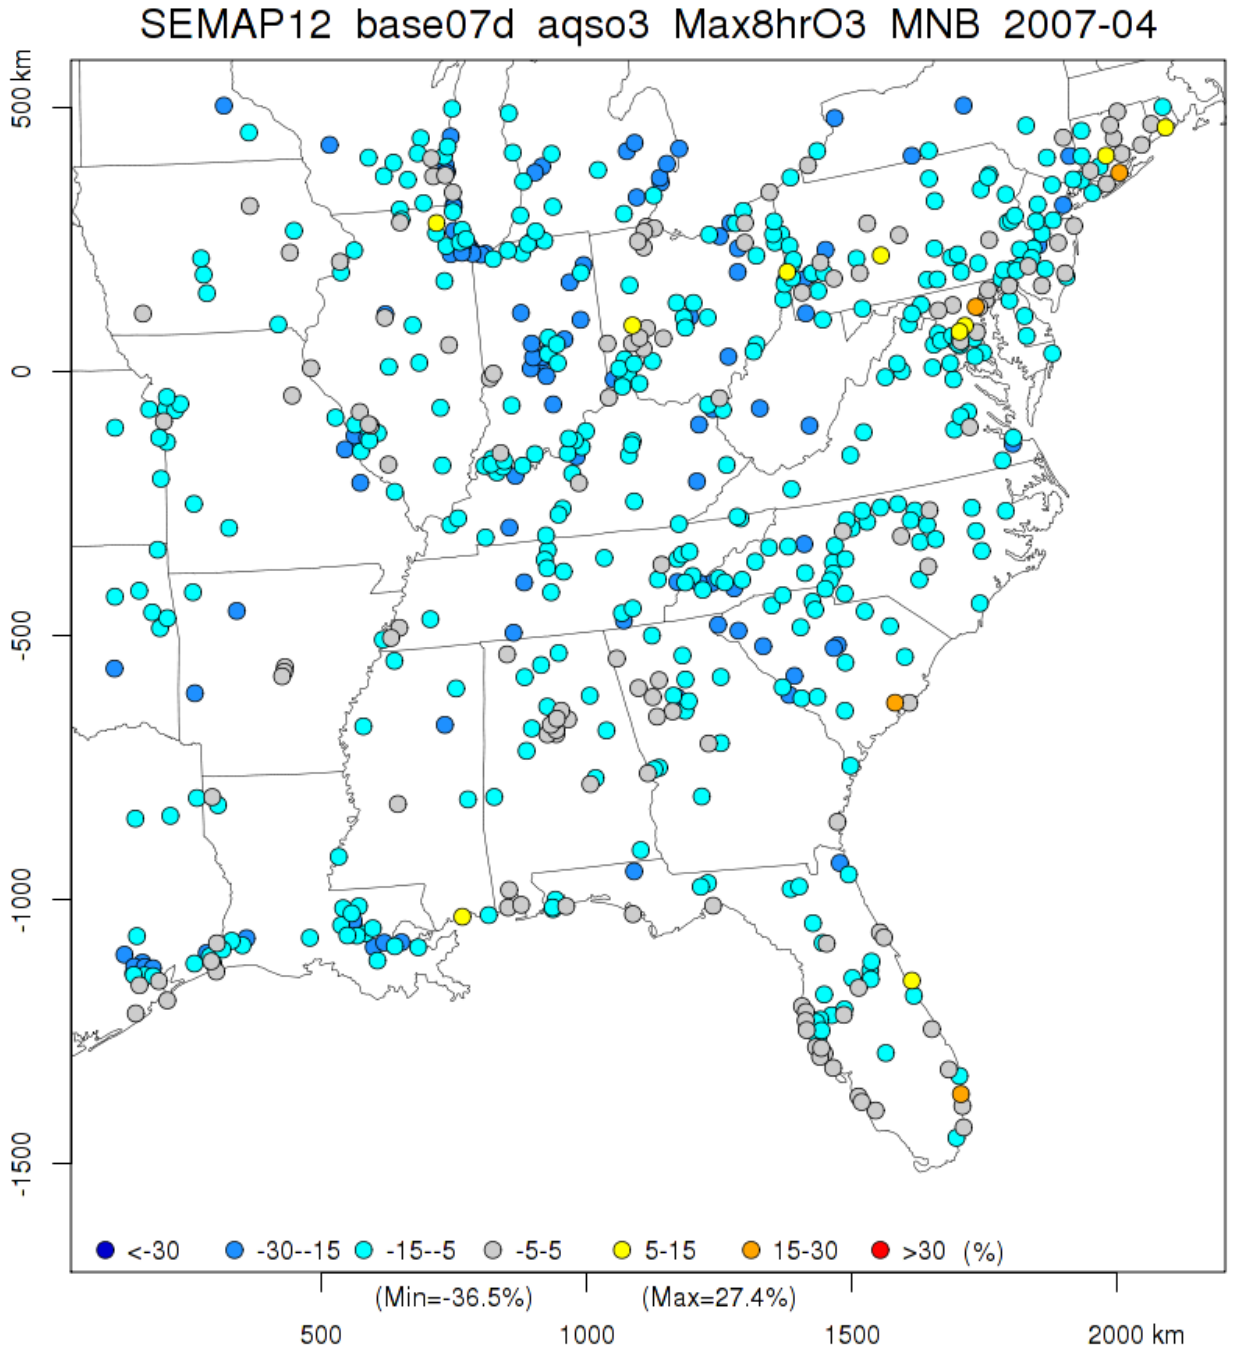 SEMAP12 base07d aqso3 Max8hrO3 MNB 2007-04
500 km
0
-500
-1000
-1500
<-30 -30--15 -15--5 -5-5 5-15 15-30 >30 (%)
(Min=-36.5%) (Max=27.4%)
500 1000 1500 2000 km